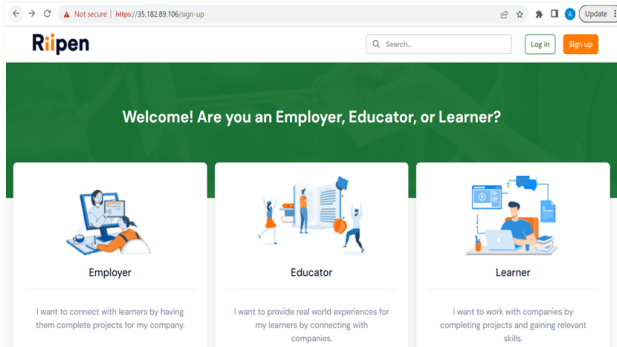 Not secure | https://35.182.89.106/sign-up
A
Update
Riipen
Search...
Log in
Sign up
Welcome! Are you an Employer, Educator, or Learner?
Employer
Educator
Learner
I want to connect with learners by having
them complete projects for my company.
I want to provide real world experiences for
my learners by connecting with
companies.
I want to work with companies by
completing projects and gaining relevant
skills.